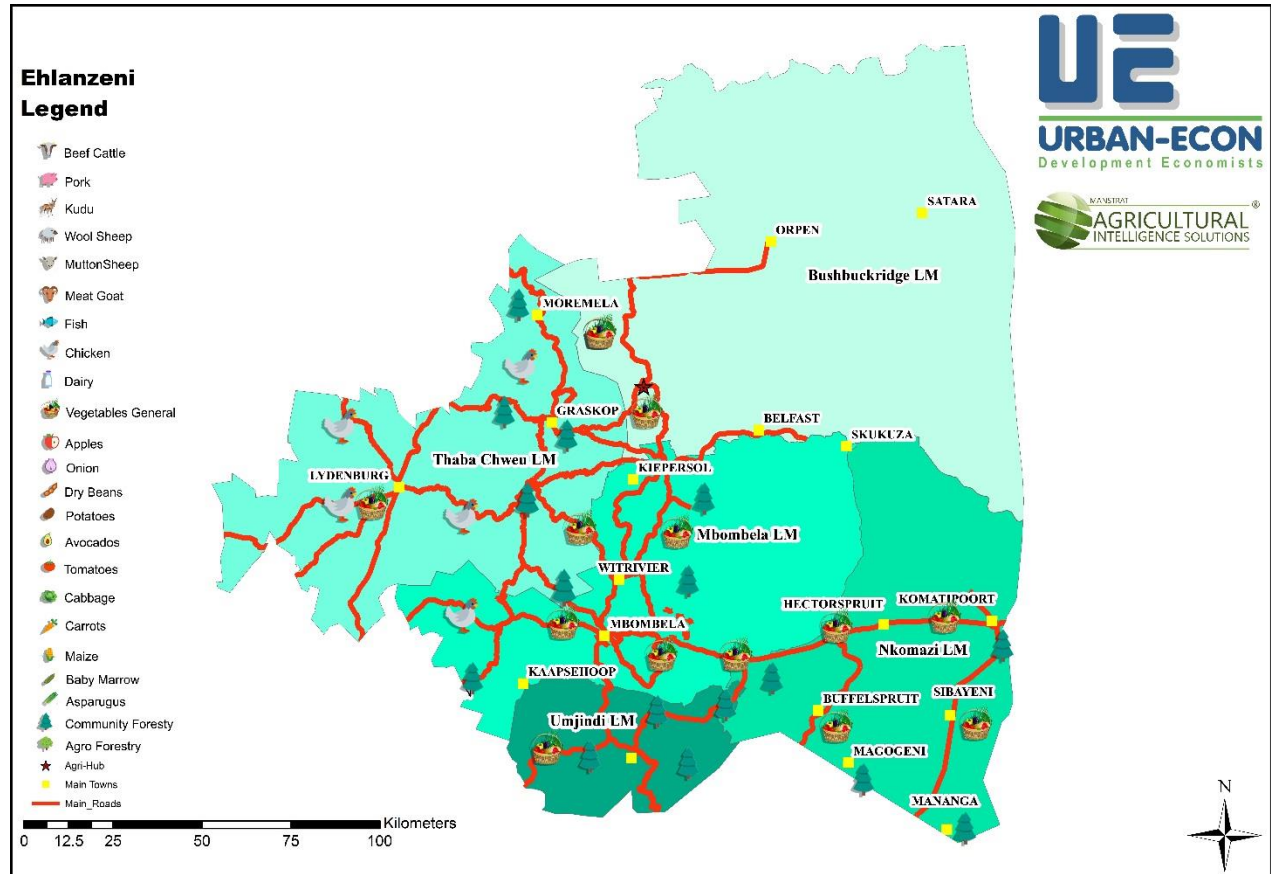 Ehlanzeni
Legend
Beef Cattle
Pork
Kudu
Wool Sheep
MuttonSheep
Meat Goat
Fish
Chicken
Dairy
Vegetables General
Apples
Onion
Dry Beans
Potatoes
Avocados
Tomatoes
Cabbage
Carrots
Maize
Baby Marrow
Asparugus
Community Foresty
Agro Forestry
Agri-Hub
Main Towns
Main_Roads
Kilometers
0 12.5 25 50 75 100
UE
URBAN-ECON
Development Economists
MANSTRAT
AGRICULTURAL ®
INTELLIGENCE SOLUTIONS
SATARA
ORPEN
Bushbuckridge LM
MOREMELA
GRASKOP
BELFAST
SKUKUZA
Thaba Chweu LM
KIEPERSOL
LYDENBURG
Mbombela LM
WITRIVIER
HECTORSPRUIT
KOMATIPOORT
MBOMBELA
Nkomazi LM
KAAPSEHOOP
BUFFELSPRUIT
SIBAYENI
Umjindi LM
MAGOGENI
MANANGA
N